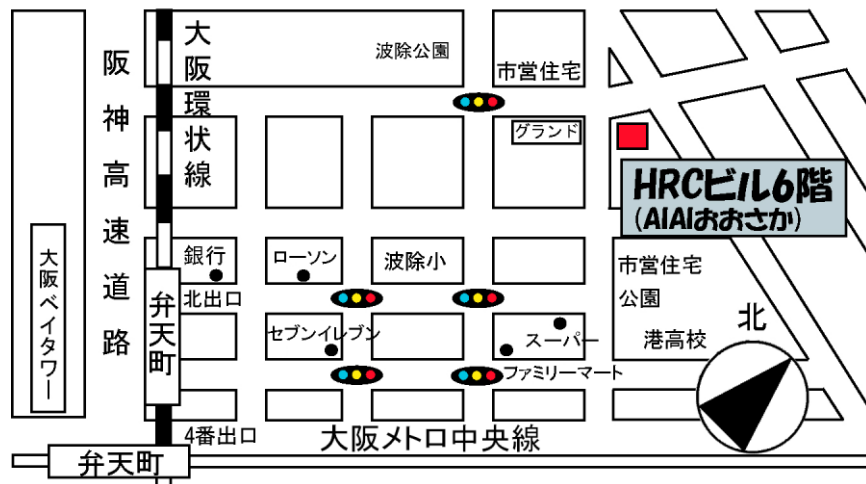 阪神高速道路
大阪環状線
波除公園
市営住宅
グランド
HRCビル6階
(AIAIおおさか)
大阪ベイタワー
銀行
北出口
ローソン
波除小
市営住宅
公園
弁天町
セブンイレブン
スーパー
港高校
北
ファミリーマート
4番出口
大阪メトロ中央線
弁天町